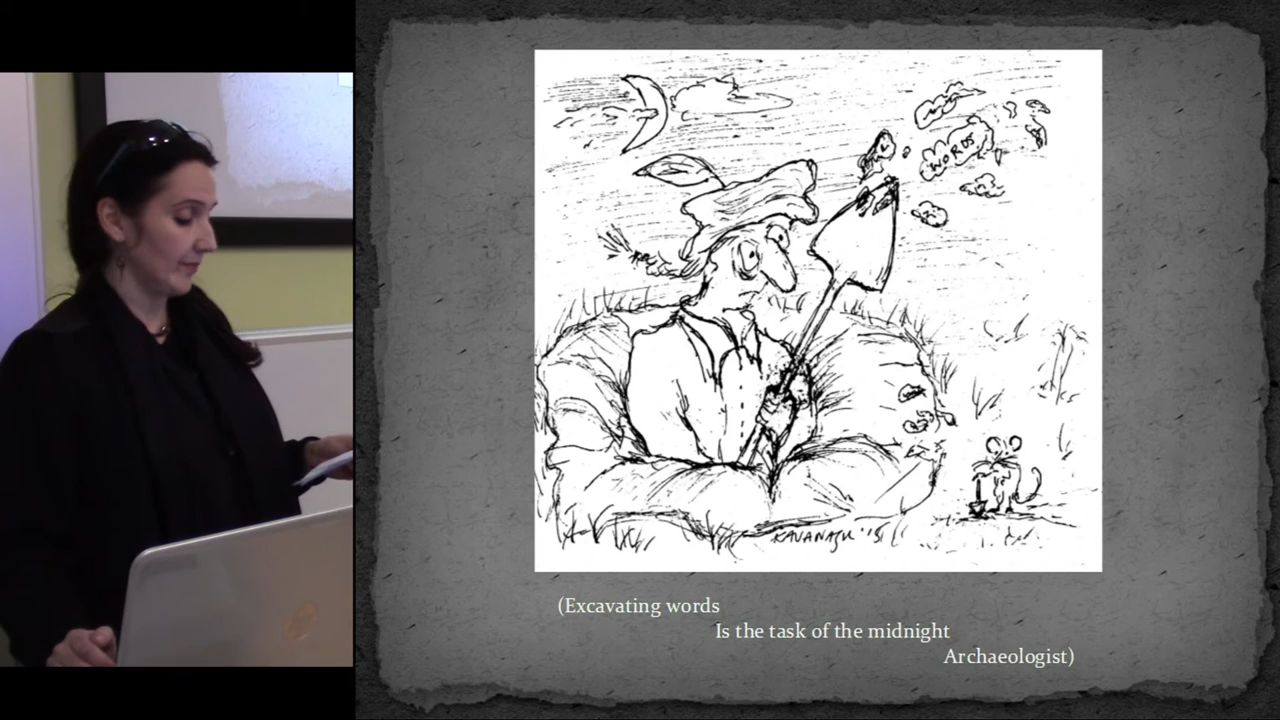 WORDS
KAVANAGH '15
(Excavating words
Is the task of the midnight
Archaeologist)